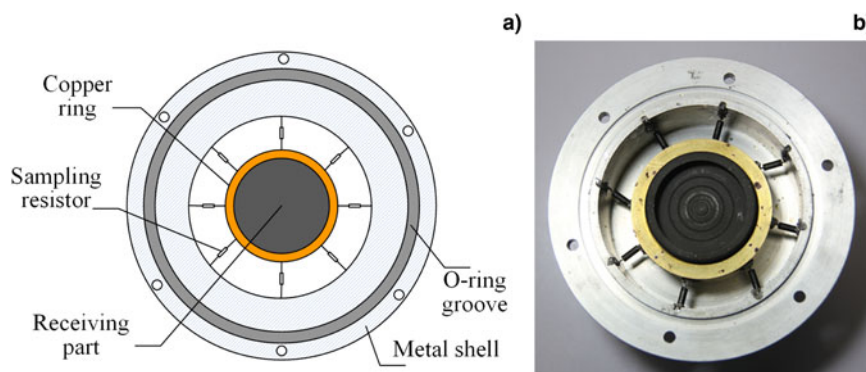 a)
b
Copper
ring
Sampling
resistor
Receiving
part
O-ring
groove
Metal shell